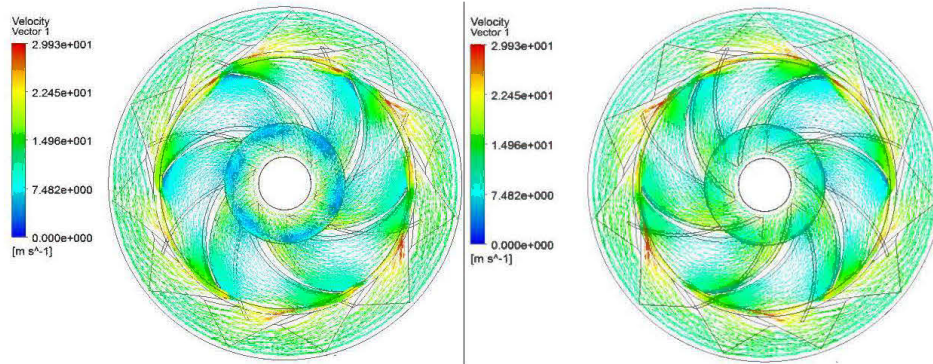 Velocity
Vector 1
2.993e+001
2.245e+001
1.496e+001
7.482e+000
0.000e+000
[m s^-1]
Velocity
Vector 1
2.993e+001
2.245e+001
1.496e+001
7.482e+000
0.000e+000
[m s^-1]